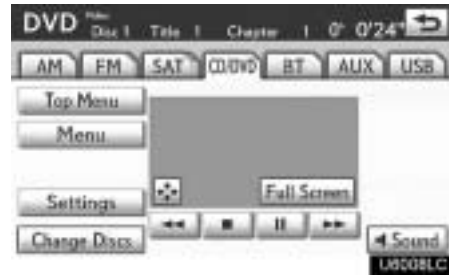 DVD Video Disc 1 Title 1 Chapter 1 0' 0'24"
AM FM SAT CD/DVD BT AUX USB
Top Menu
Menu
Full Screen
Settings
Change Discs
Sound
U6008LC